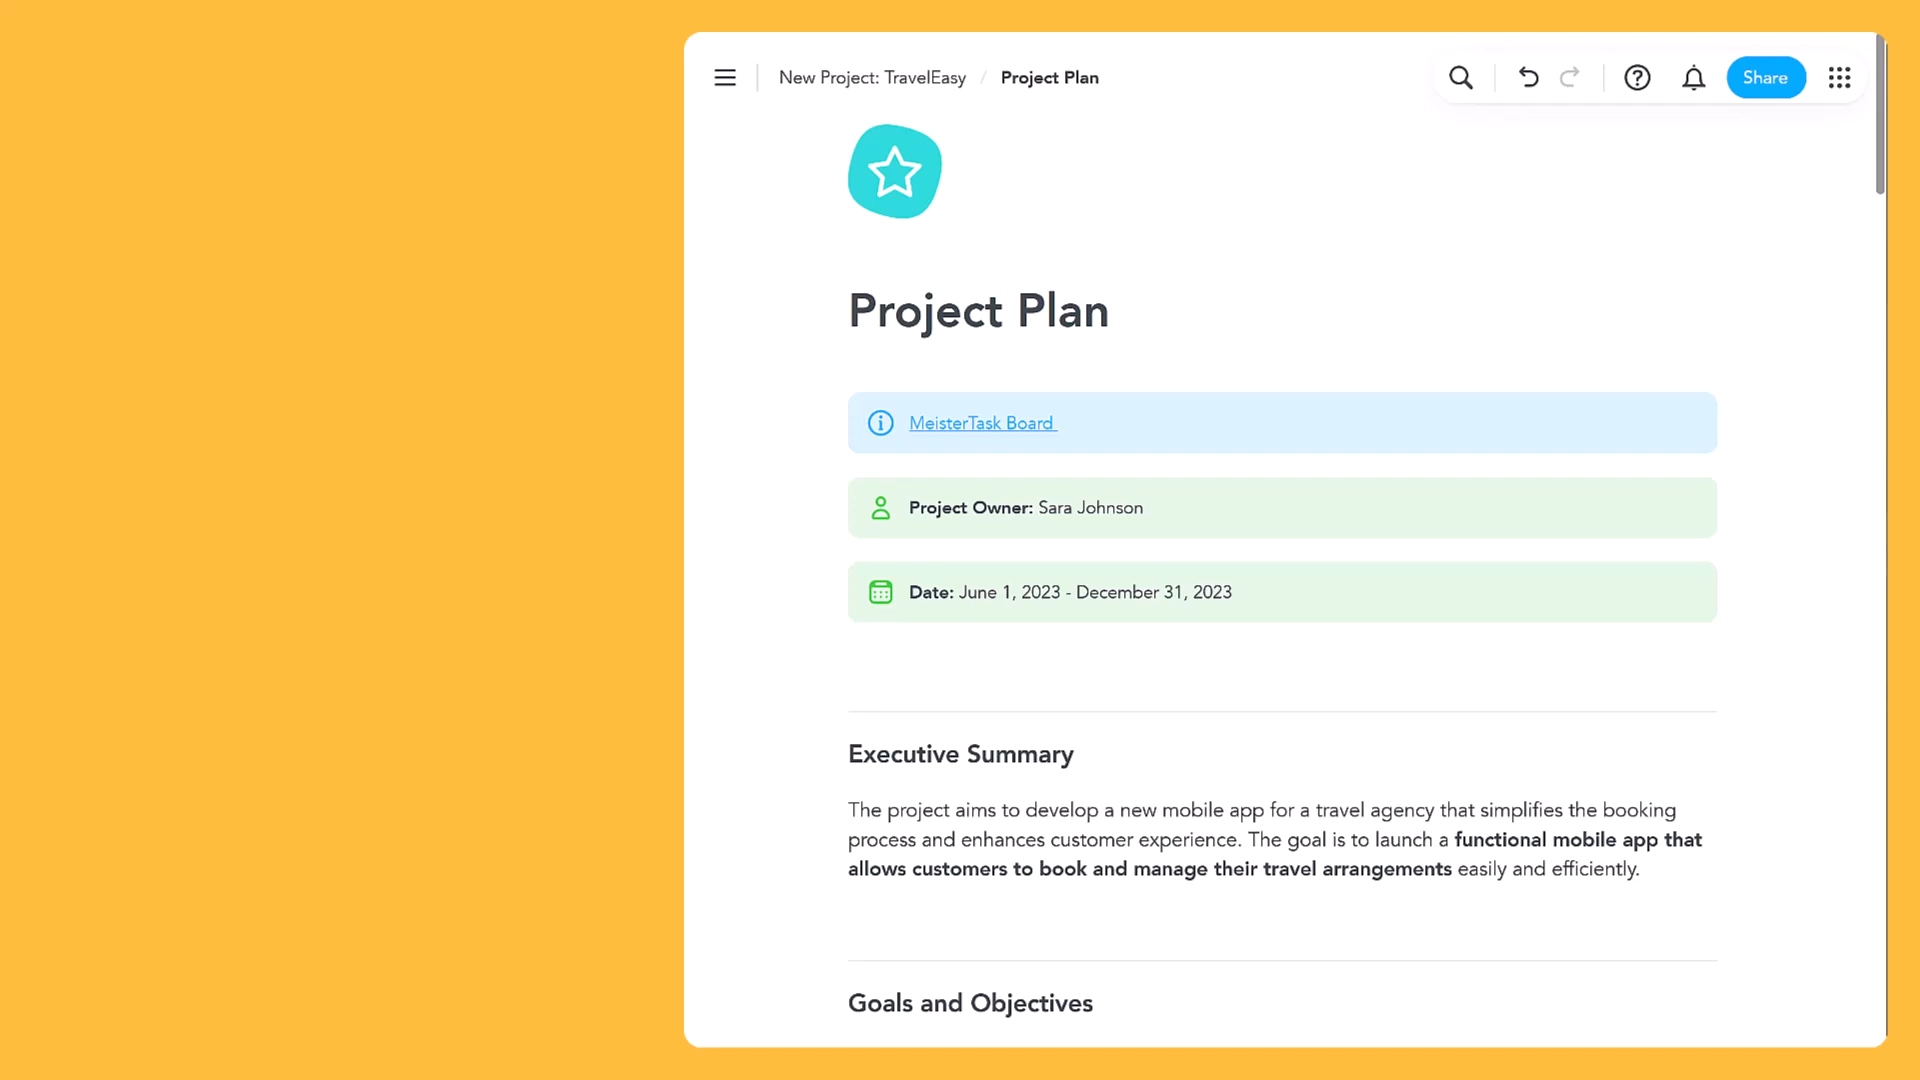 New Project: TravelEasy / Project Plan
Share
Project Plan
MeisterTask Board
Project Owner: Sara Johnson
Date: June 1, 2023 - December 31, 2023
Executive Summary
The project aims to develop a new mobile app for a travel agency that simplifies the booking
process and enhances customer experience. The goal is to launch a functional mobile app that
allows customers to book and manage their travel arrangements easily and efficiently.
Goals and Objectives